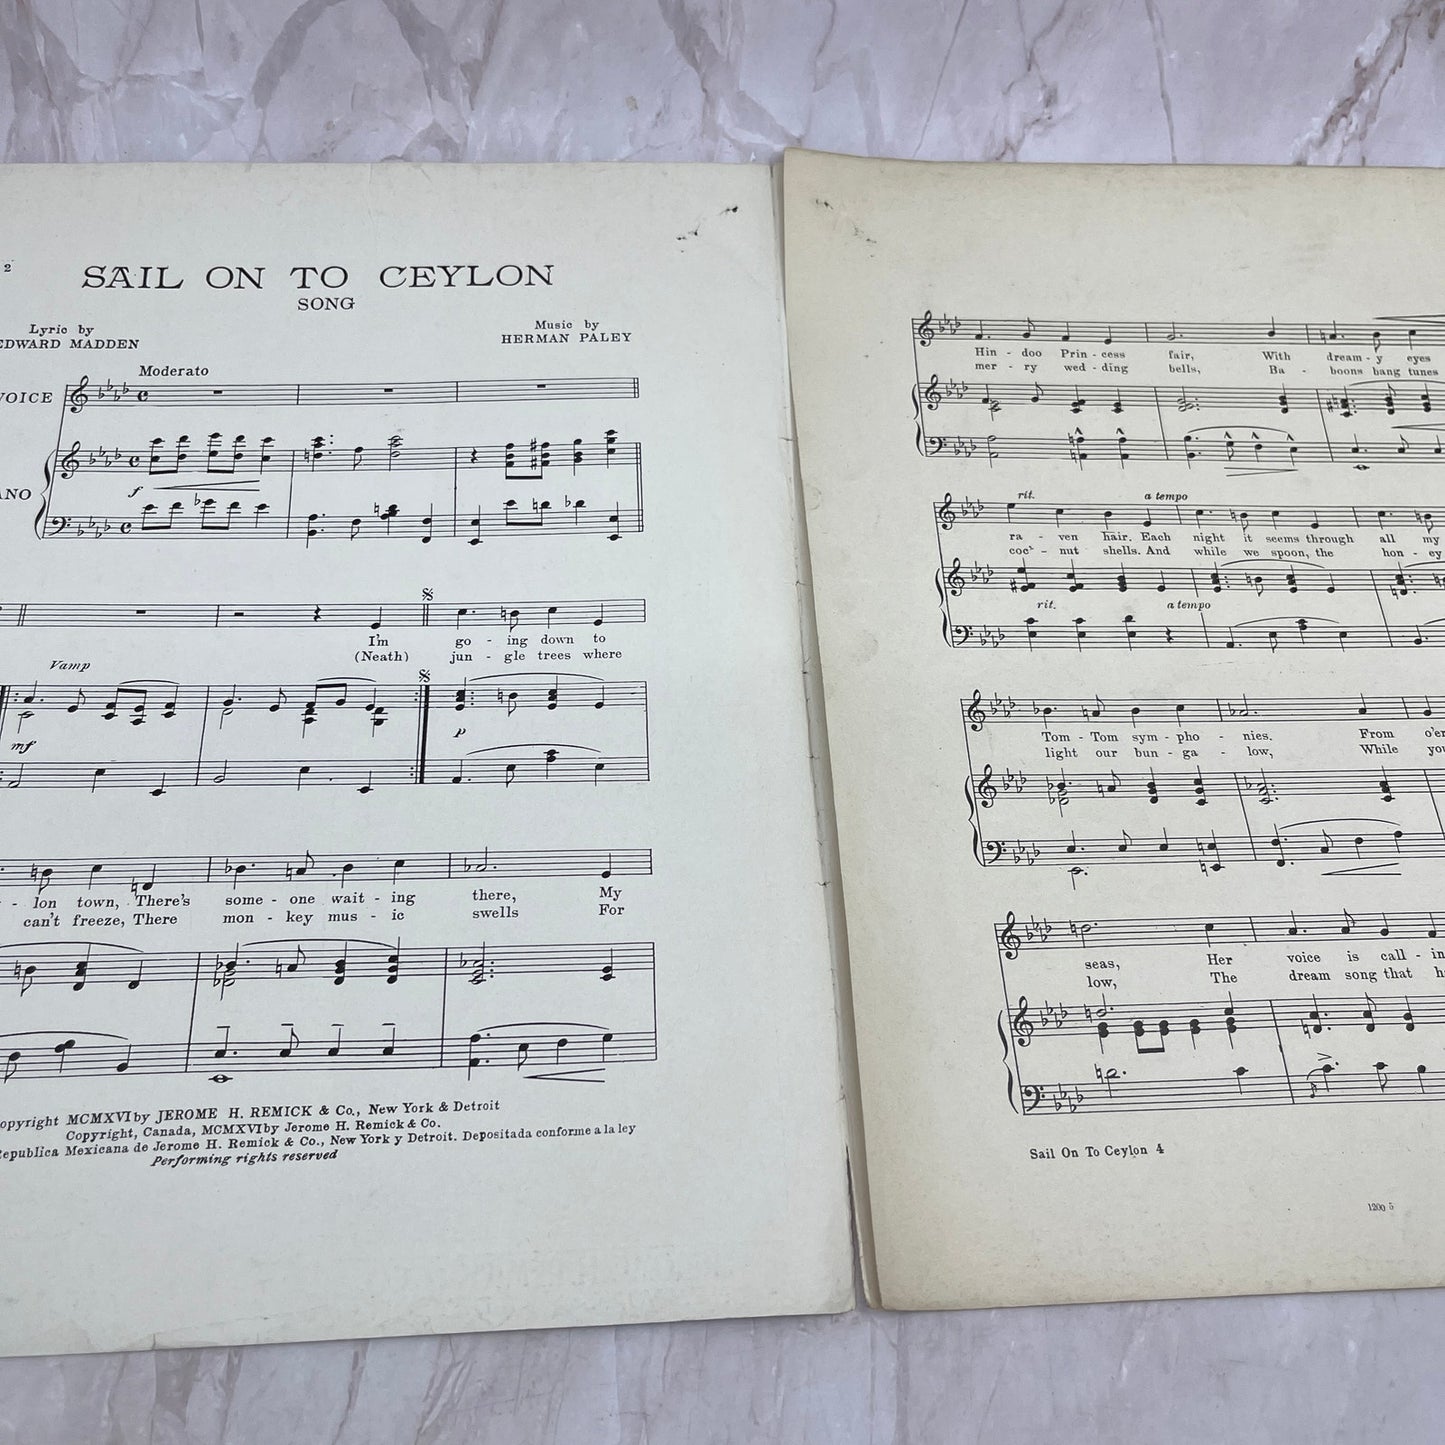 2
SAIL ON TO CEYLON
SONG
Lyric by
EDWARD MADDEN
Music by
HERMAN PALEY
Moderato
VOICE
f
Vamp
I'm go - ing down to
(Neath) jun - gle trees where
mf
p
- lon town, There's some - one wait - ing there, My
can't freeze, There mon - key mus - ic swells For
Copyright MCMXVI by JEROME H. REMICK & Co., New York & Detroit
Copyright, Canada, MCMXVI by Jerome H. Remick & Co.
Republica Mexicana de Jerome H. Remick & Co., New York y Detroit. Depositada conforme a la ley
Performing rights reserved
Hin - doo Prin - cess fair, With dream - y eyes
mer - ry wed - ding bells, Ba - boons bang tunes
rit. a tempo
ra - ven hair. Each night it seems through all my
coc' - nut shells. And while we spoon, the hon - ey
rit. a tempo
Tom - Tom sym - pho - nies. From o'er
light our bun - ga - low, While
seas, Her voice is call - in
low, The dream song that
Sail On To Ceylon 4
1200 5